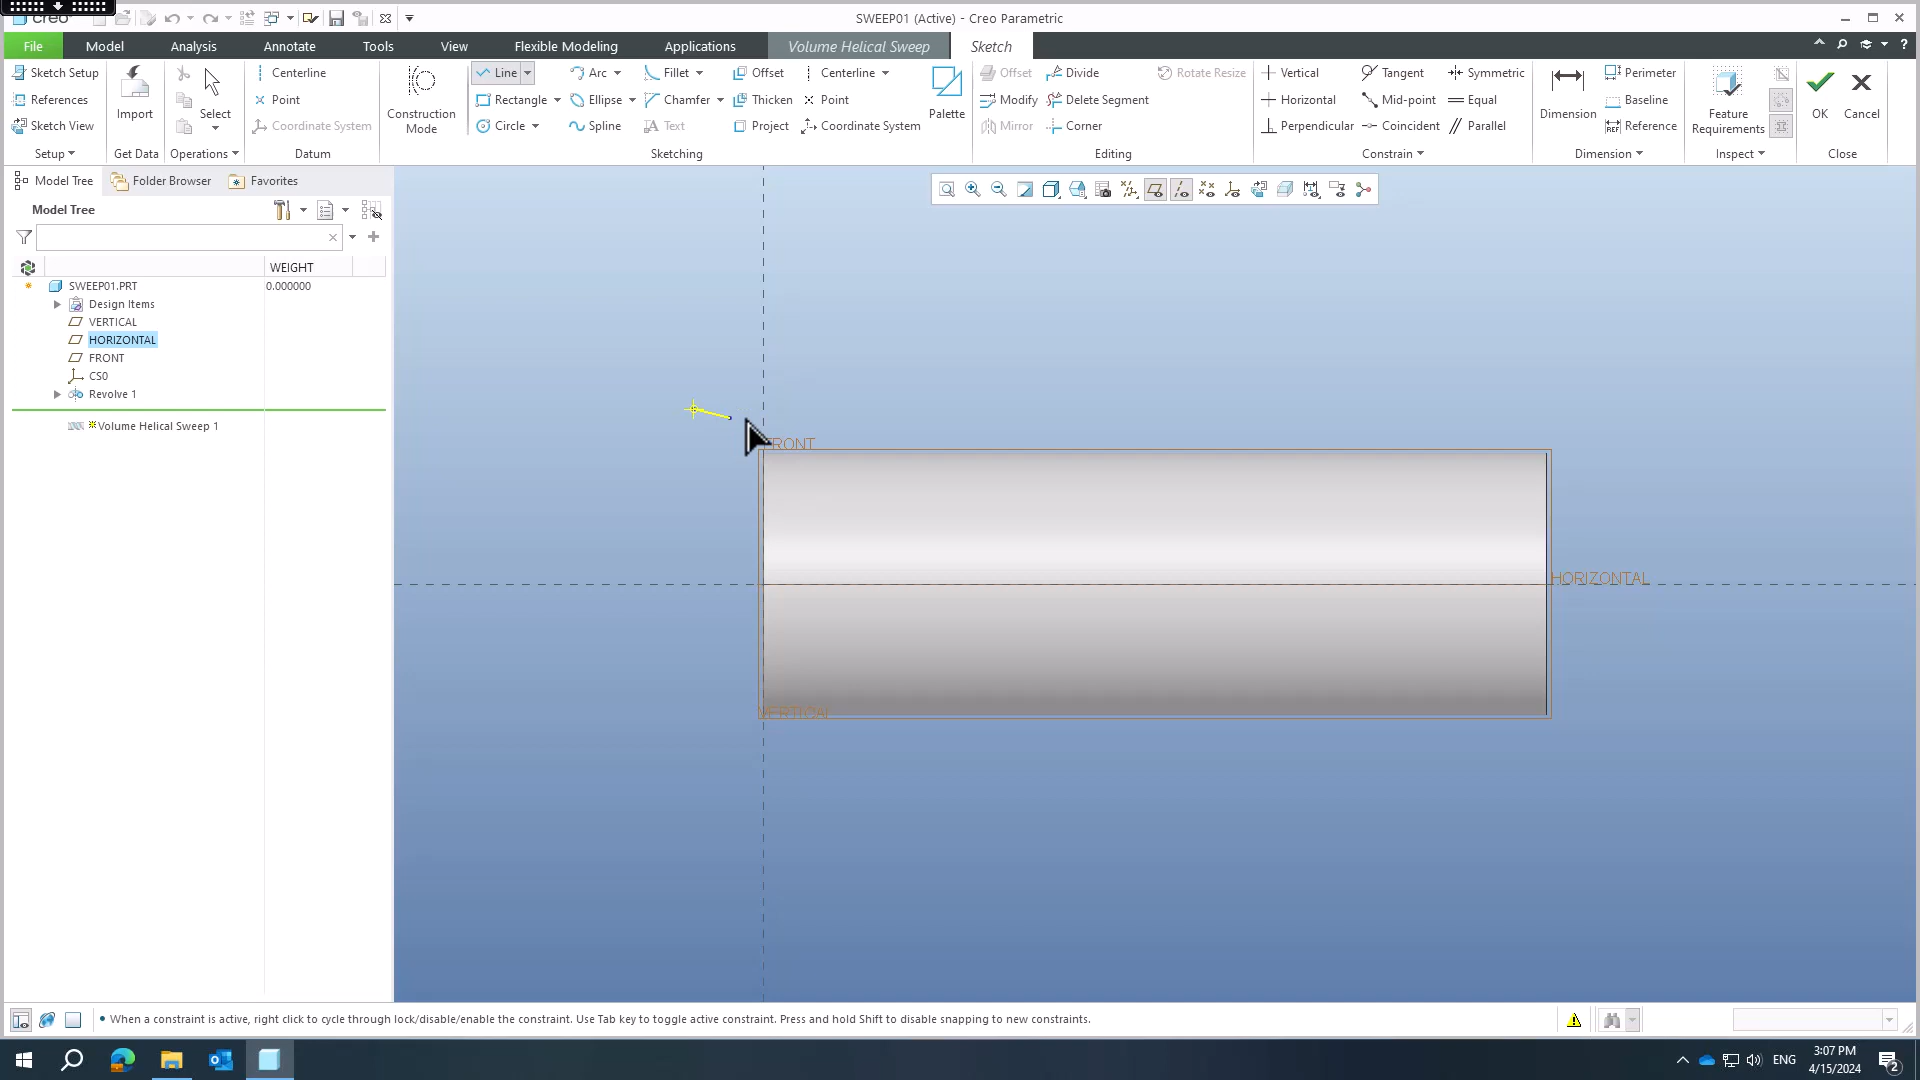 creo
SWEEP01 (Active) - Creo Parametric
File Model Analysis Annotate Tools View Flexible Modeling Applications Volume Helical Sweep Sketch
Sketch Setup
References
Sketch View
Setup
Import
Get Data
Select
Operations
Centerline
Point
Coordinate System
Datum
Construction Mode
Line Arc Fillet Offset Centerline
Rectangle Ellipse Chamfer Thicken Point
Circle Spline Text Project Coordinate System
Palette
Sketching
Offset Divide Rotate Resize
Modify Delete Segment
Mirror Corner
Editing
Vertical Tangent Symmetric
Horizontal Mid-point Equal
Perpendicular Coincident Parallel
Constrain
Dimension
Perimeter
Baseline
Reference
Dimension
Feature Requirements
Inspect
OK Cancel
Close
Model Tree Folder Browser Favorites
Model Tree
WEIGHT
SWEEP01.PRT 0.000000
Design Items
VERTICAL
HORIZONTAL
FRONT
CS0
Revolve 1
Volume Helical Sweep 1
FRONT
HORIZONTAL
VERTICAL
• When a constraint is active, right click to cycle through lock/disable/enable the constraint. Use Tab key to toggle active constraint. Press and hold Shift to disable snapping to new constraints.
ENG
3:07 PM
4/15/2024
2